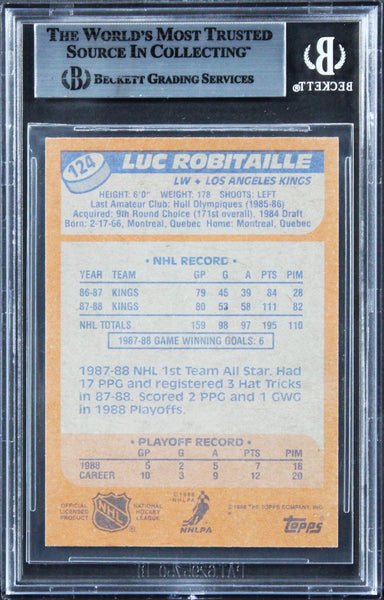 THE WORLD'S MOST TRUSTED
SOURCE IN COLLECTING™
BECKETT GRADING SERVICES
BECKETT®
124
LUC ROBITAILLE
LW ♦ LOS ANGELES KINGS
HEIGHT: 6'0" WEIGHT: 178 SHOOTS: LEFT
Last Amateur Club: Hull Olympiques (1985-86)
Acquired: 9th Round Choice (171st overall), 1984 Draft
Born: 2-17-66, Montreal, Quebec Home: Montreal, Quebec
• NHL RECORD •
YEAR TEAM GP G A PTS PIM
86-87 KINGS 79 45 39 84 28
87-88 KINGS 80 53 58 111 82
NHL TOTALS 159 98 97 195 110
1987-88 GAME WINNING GOALS: 6
1987-88 NHL 1st Team All Star. Had
17 PPG and registered 3 Hat Tricks
in 87-88. Scored 2 PPG and 1 GWG
in 1988 Playoffs.
• PLAYOFF RECORD •
GP G A PTS PIM
1988 5 2 5 7 18
CAREER 10 3 9 12 20
OFFICIAL LICENSED PRODUCT
NHL
NATIONAL HOCKEY LEAGUE
©1988 NHLPA
NHLPA
©1988 THE TOPPS COMPANY, INC.
TOPPS